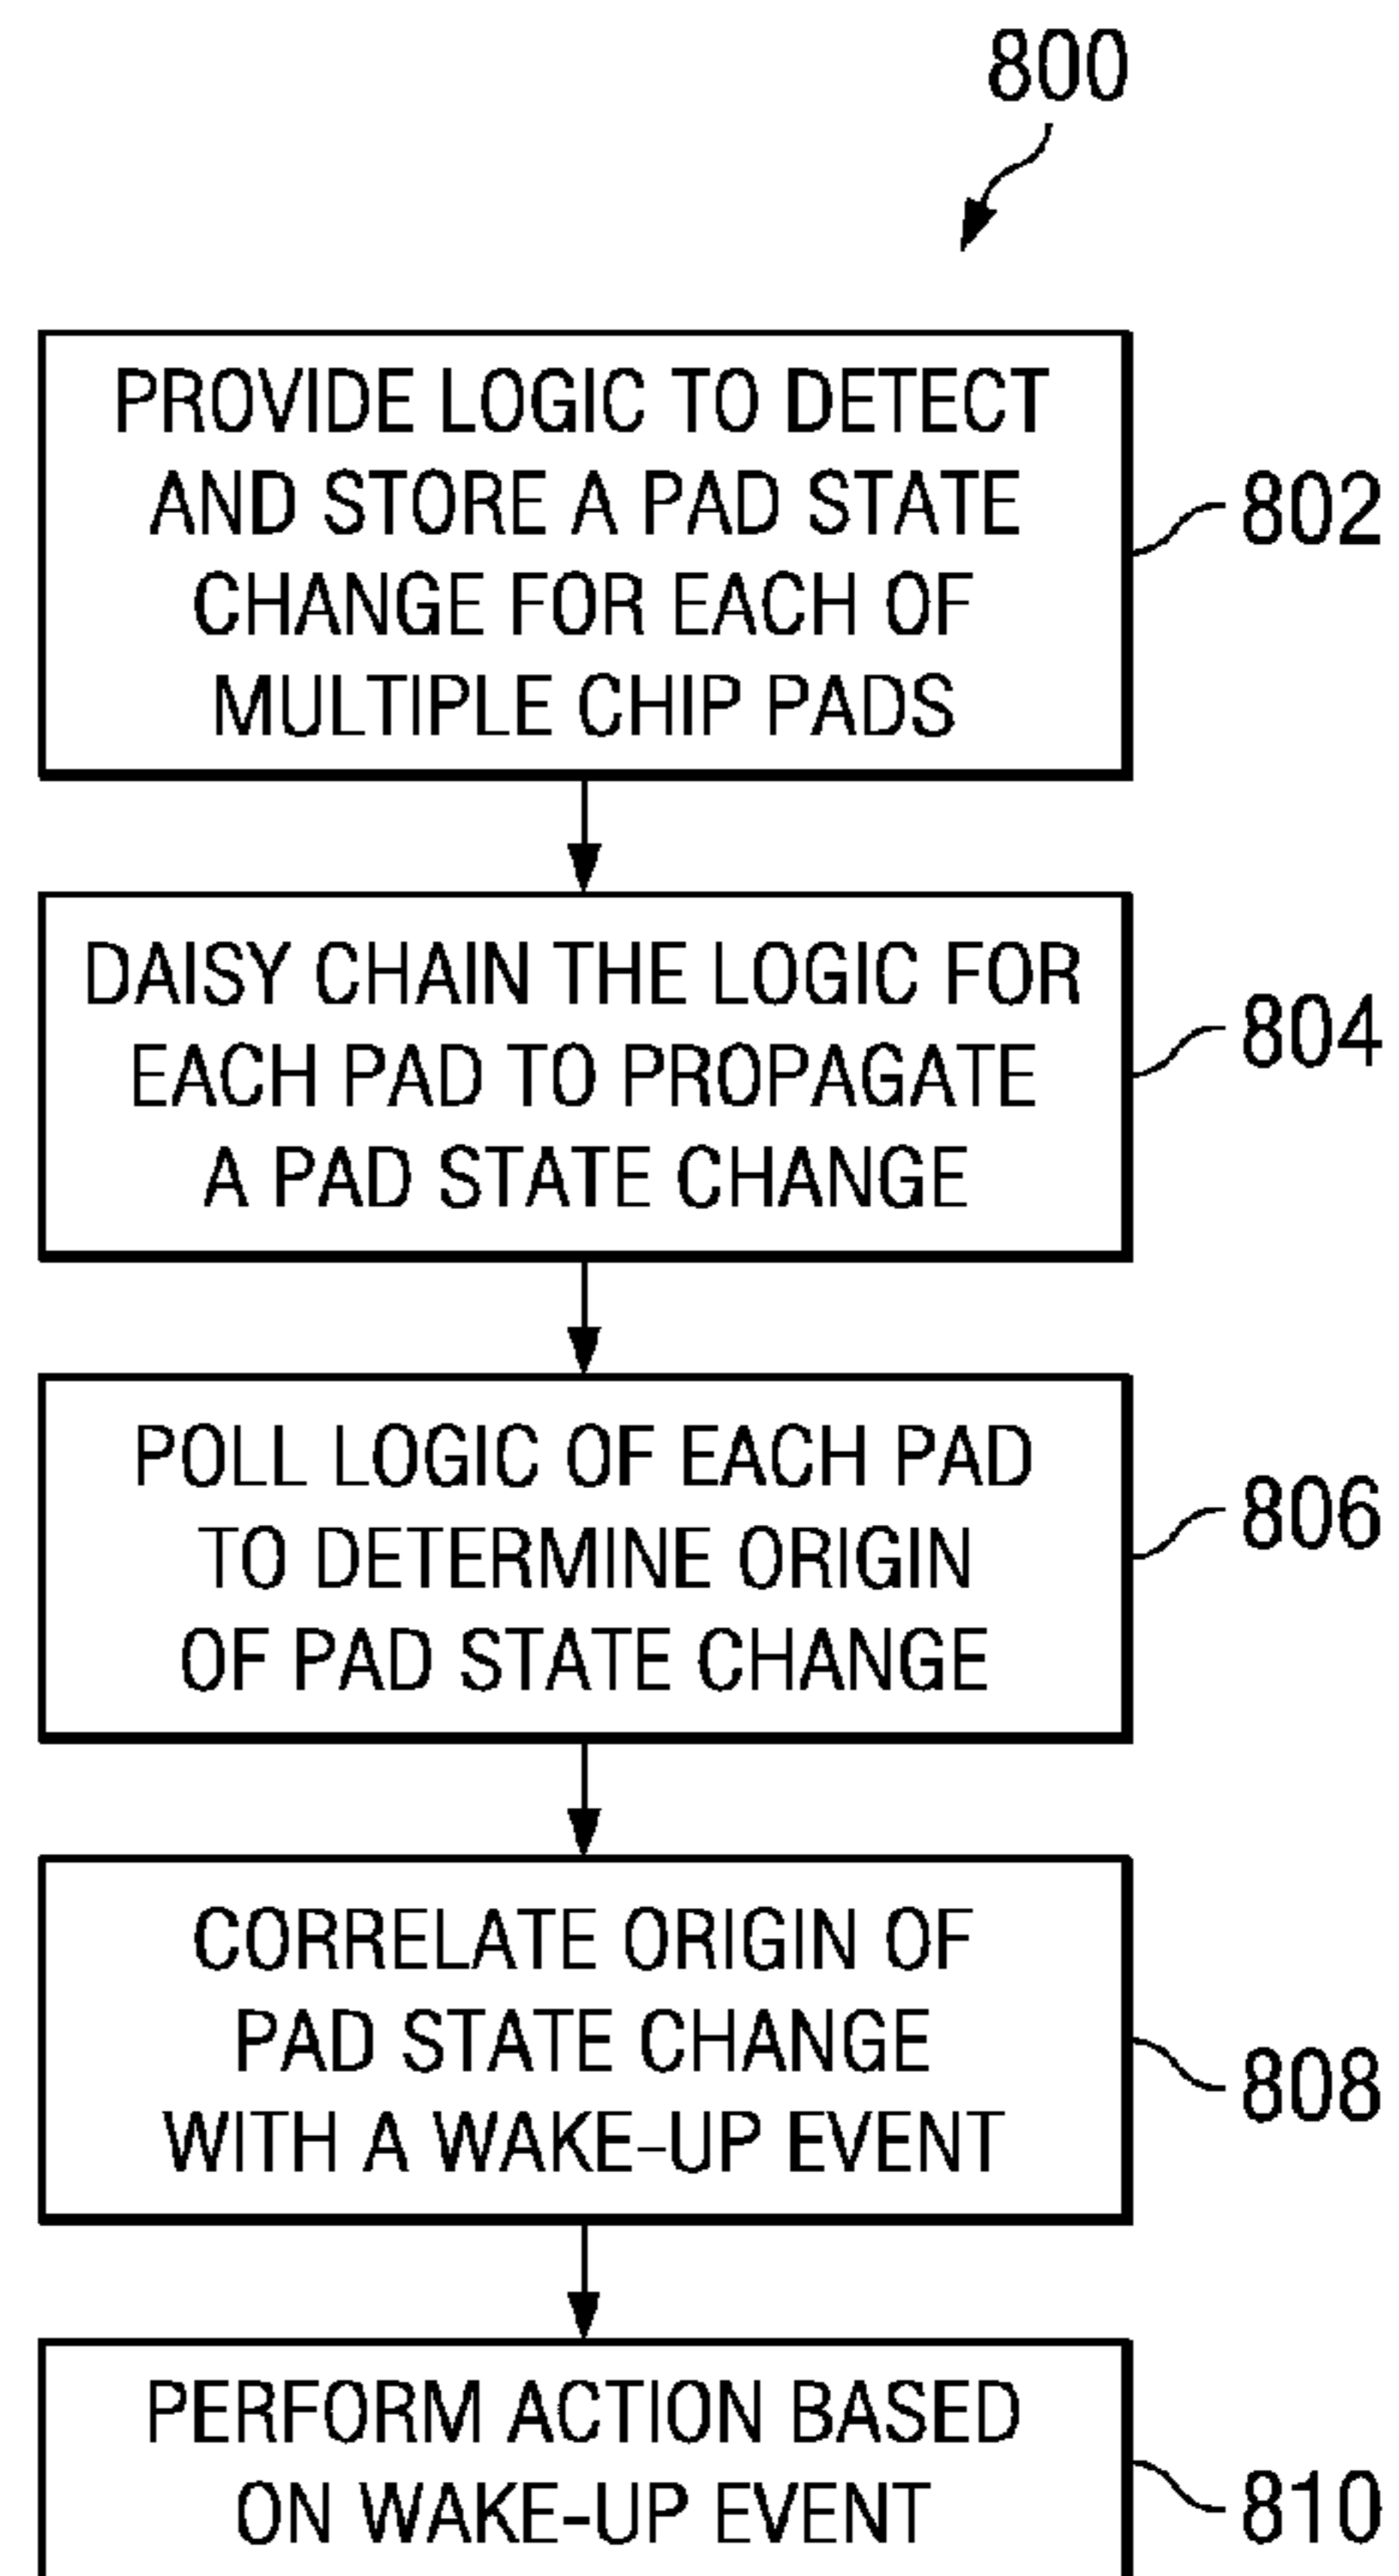 800
PROVIDE LOGIC TO DETECT
AND STORE A PAD STATE
CHANGE FOR EACH OF
MULTIPLE CHIP PADS
802
DAISY CHAIN THE LOGIC FOR
EACH PAD TO PROPAGATE
A PAD STATE CHANGE
804
POLL LOGIC OF EACH PAD
TO DETERMINE ORIGIN
OF PAD STATE CHANGE
806
CORRELATE ORIGIN OF
PAD STATE CHANGE
WITH A WAKE-UP EVENT
808
PERFORM ACTION BASED
ON WAKE-UP EVENT
810